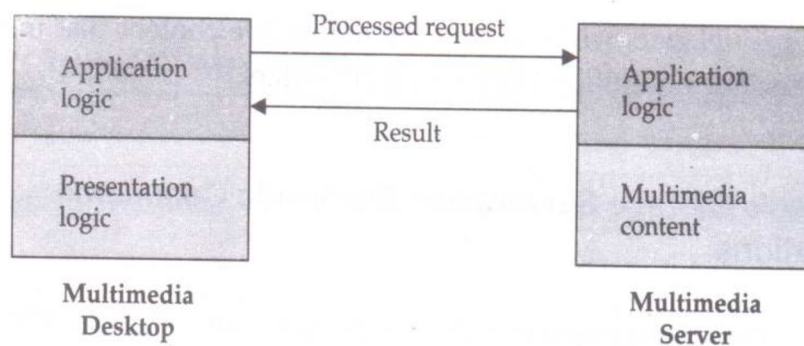 Processed request
Application
logic
Application
logic
Result
Presentation
logic
Multimedia
content
Multimedia
Desktop
Multimedia
Server